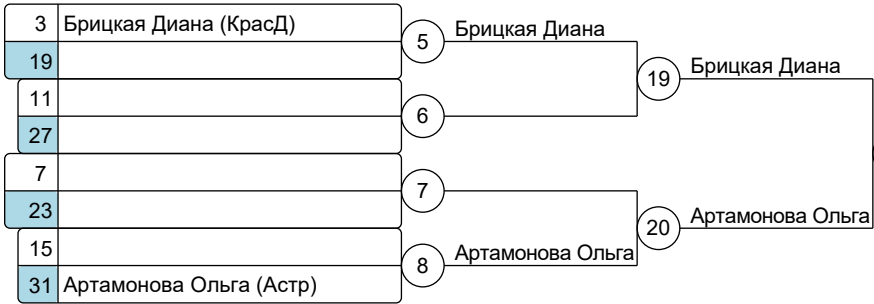 3 Брицкая Диана (КрасД)
19
11
27
7
23
15
31 Артамонова Ольга (Астр)
5 Брицкая Диана
6
7
8 Артамонова Ольга
19 Брицкая Диана
20 Артамонова Ольга